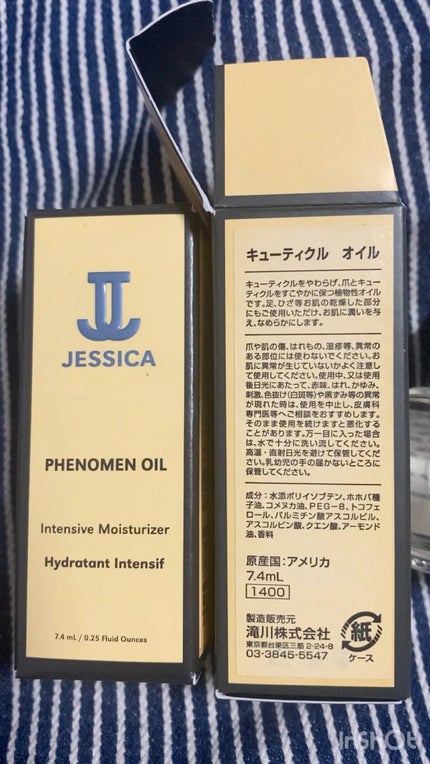 JESSICA
PHENOMEN OIL
Intensive Moisturizer
Hydratant Intensif
7.4 mL / 0.25 Fluid Ounces
キューティクル オイル
キューティクルをやわらげ、爪とキュー
ティクルをすこやかに保つ植物性オイル
です。足、ひざ等お肌の乾燥した部分
にもご使用いただけ、お肌に潤いを与
え、なめらかにします。
爪や肌の傷、はれもの、湿疹等、異常の
ある部位には使わないでください。お
肌に異常が生じていないかよく注意し
て使用してください。使用中、又は使用
後日光にあたって、赤味、はれ、かゆみ、
刺激、色抜け(白斑等)や黒ずみ等の異常
が現れた時は、使用を中止し、皮膚科
専門医等へご相談をおすすめします。
そのまま使用を続けますと悪化する
ことがあります。万一目に入った場合
は、水で十分に洗い流してください。
高温・直射日光を避けて保管してくだ
さい。乳幼児の手の届かないところに
保管してください。
成分：水添ポリイソブテン、ホホバ種
子油、コメヌカ油、PEG-8、トコフェ
ロール、パルミチン酸アスコルビル、
アスコルビン酸、クエン酸、アーモンド
油、香料
原産国：アメリカ
7.4mL
1400
製造販売元
滝川株式会社
東京都台東区三筋2-24-8
03-3845-5547
紙
ケース
InShOt